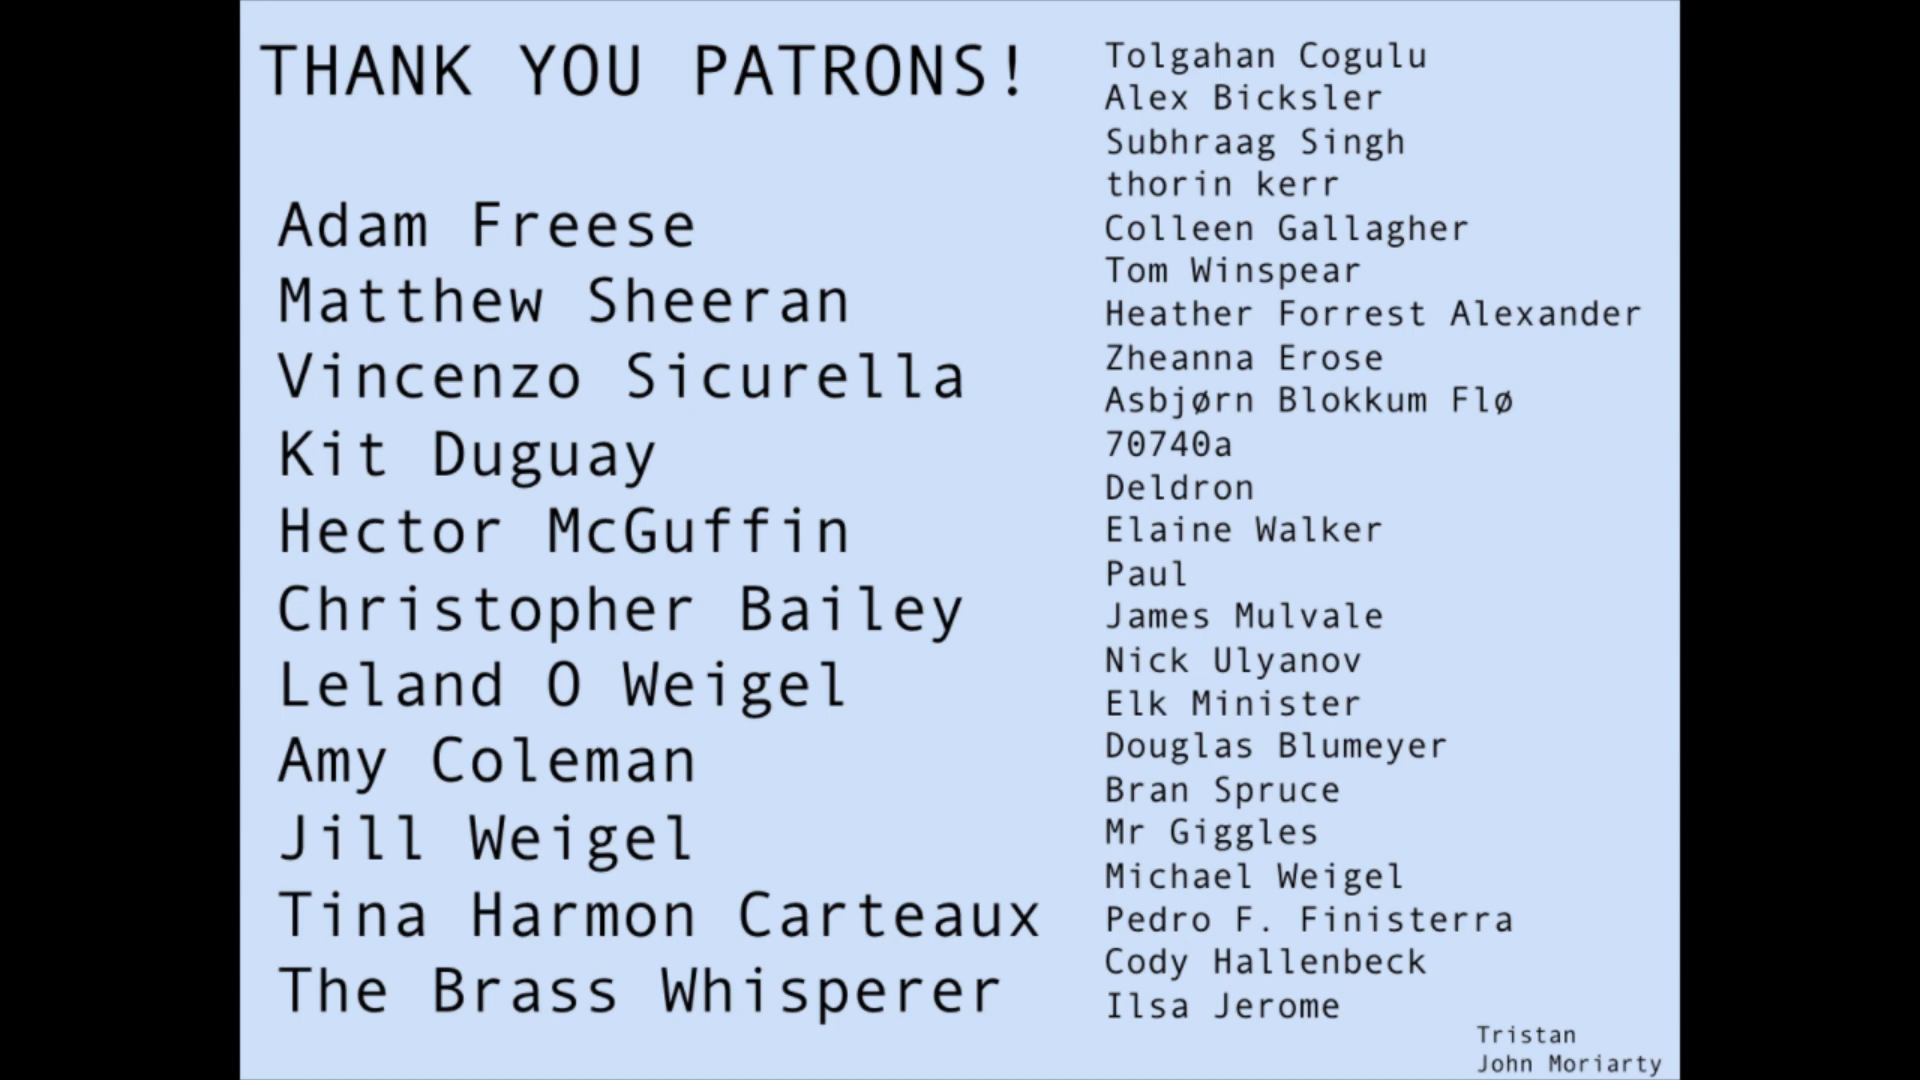 THANK YOU PATRONS!
Adam Freese
Matthew Sheeran
Vincenzo Sicurella
Kit Duguay
Hector McGuffin
Christopher Bailey
Leland O Weigel
Amy Coleman
Jill Weigel
Tina Harmon Carteaux
The Brass Whisperer
Tolgahan Cogulu
Alex Bicksler
Subhraag Singh
thorin kerr
Colleen Gallagher
Tom Winspear
Heather Forrest Alexander
Zheanna Erose
Asbjørn Blokkum Flø
70740a
Deldron
Elaine Walker
Paul
James Mulvale
Nick Ulyanov
Elk Minister
Douglas Blumeyer
Bran Spruce
Mr Giggles
Michael Weigel
Pedro F. Finisterra
Cody Hallenbeck
Ilsa Jerome
Tristan
John Moriarty